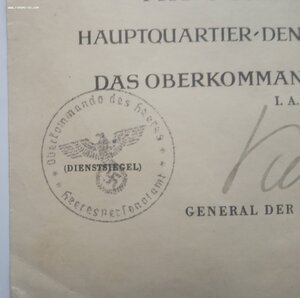 HAUPTQUARTIER·DEN
DAS OBERKOMMAN
I. A.
Oberkommando des Heeres
(DIENSTSIEGEL)
Heerespersonalamt
GENERAL DER